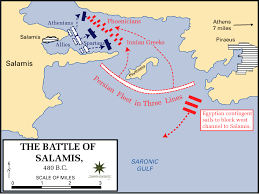 Phoenicians
Athenians
Athens
7 miles
Piraeus
Salamis
Spartans
Allies
Ionian Greeks
Salamis
Persian Fleet in Three Lines
Egyptian contingent
sails to block west
channel to Salamis.
THE BATTLE OF
SALAMIS,
480 B.C.
SCALE OF MILES
SARONIC
GULF